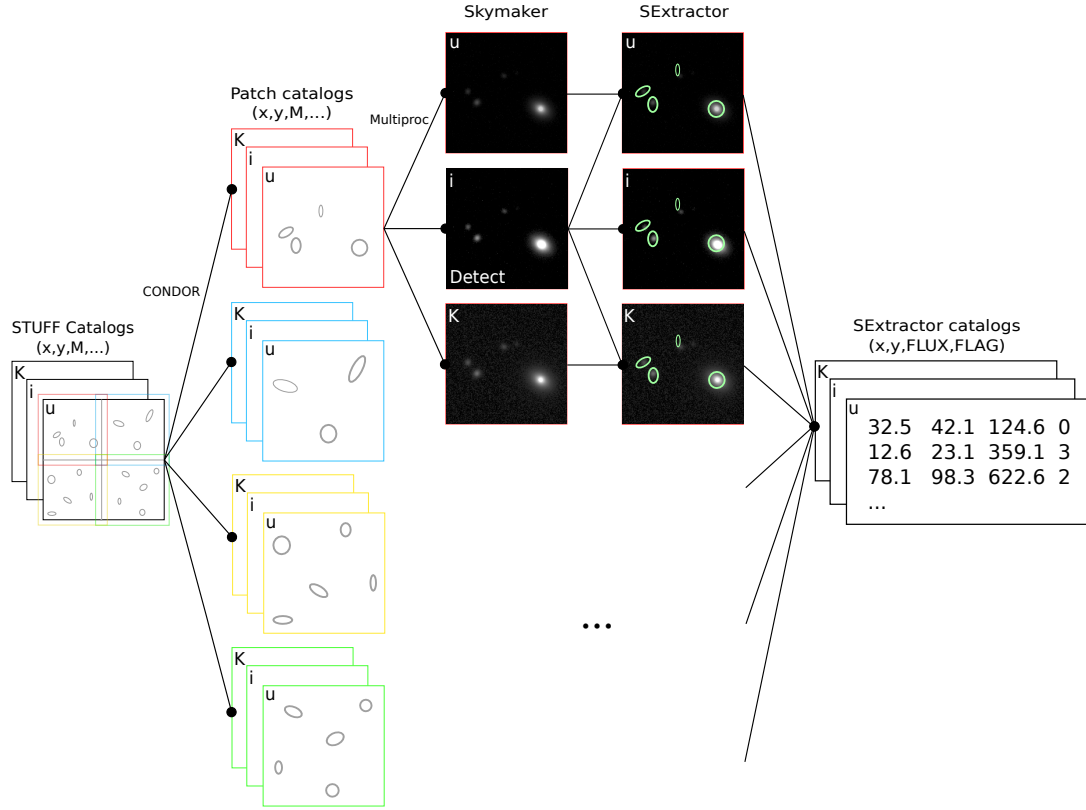 Skymaker
SExtractor
u
u
Patch catalogs
(x,y,M,...)
Multiproc
K
i
u
i
Detect
i
CONDOR
K
i
u
K
K
STUFF Catalogs
(x,y,M,...)
K
i
u
SExtractor catalogs
(x,y,FLUX,FLAG)
K
i
u
32.5 42.1 124.6 0
12.6 23.1 359.1 3
78.1 98.3 622.6 2
...
K
i
u
...
K
i
u